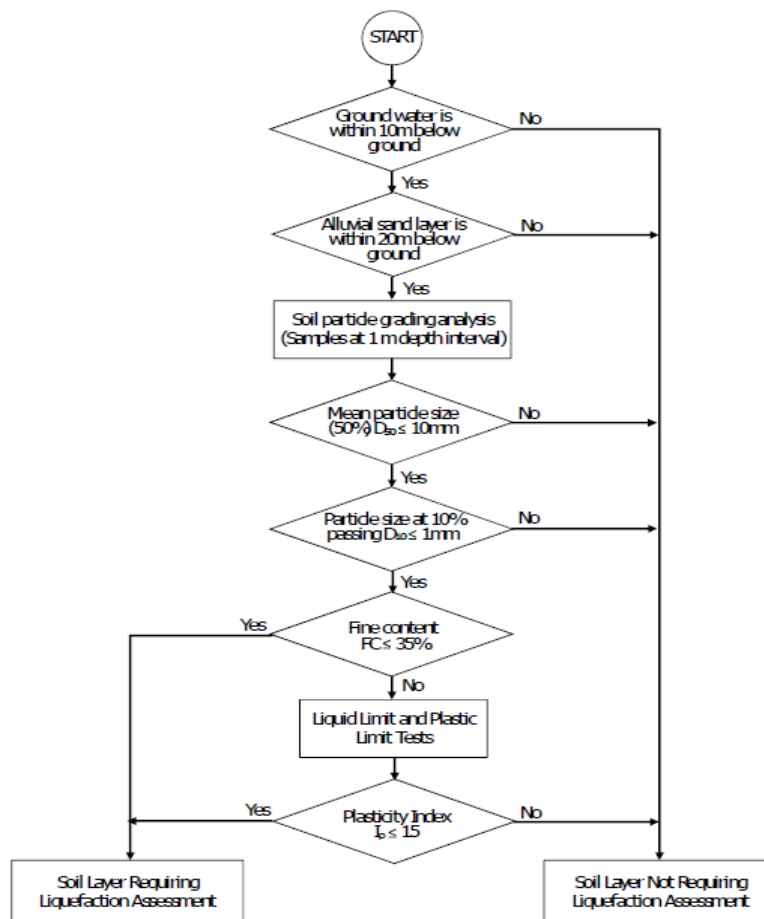 START
Ground water is
within 10m below
ground
No
Yes
Alluvial sand layer is
within 20m below
ground
No
Yes
Soil particle grading analysis
(Samples at 1 m depth interval)
Mean particle size
(50%) D₅₀ ≤ 10mm
No
Yes
Particle size at 10%
passing D₁₀ ≤ 1mm
No
Yes
Fine content
FC ≤ 35%
Yes
No
Liquid Limit and Plastic
Limit Tests
Yes
Plasticity Index
Iₚ ≤ 15
No
Soil Layer Requiring
Liquefaction Assessment
Soil Layer Not Requiring
Liquefaction Assessment